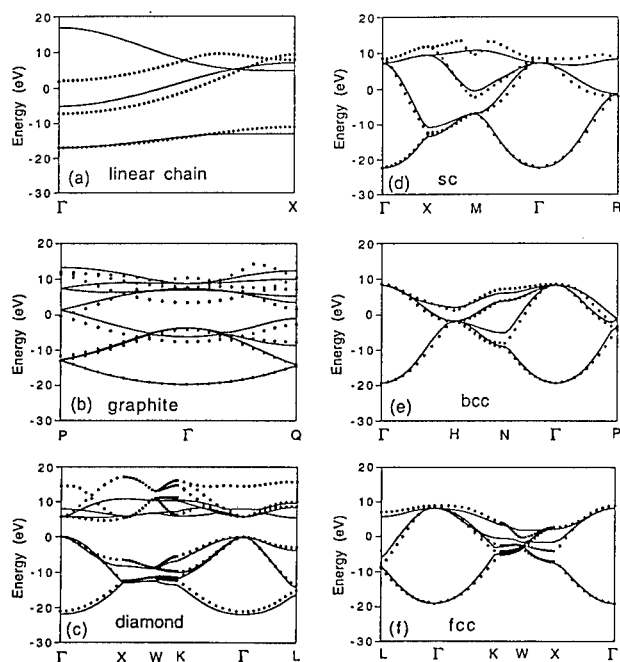 20
10
0
-10
-20
-30
Energy (eV)
(a) linear chain
Γ X
20
10
0
-10
-20
-30
Energy (eV)
(d) sc
Γ X M Γ R
20
10
0
-10
-20
-30
Energy (eV)
(b) graphite
P Γ Q
20
10
0
-10
-20
-30
Energy (eV)
(e) bcc
Γ H N Γ P
20
10
0
-10
-20
-30
Energy (eV)
(c) diamond
Γ X W K Γ L
20
10
0
-10
-20
-30
Energy (eV)
(f) fcc
L Γ K W X Γ